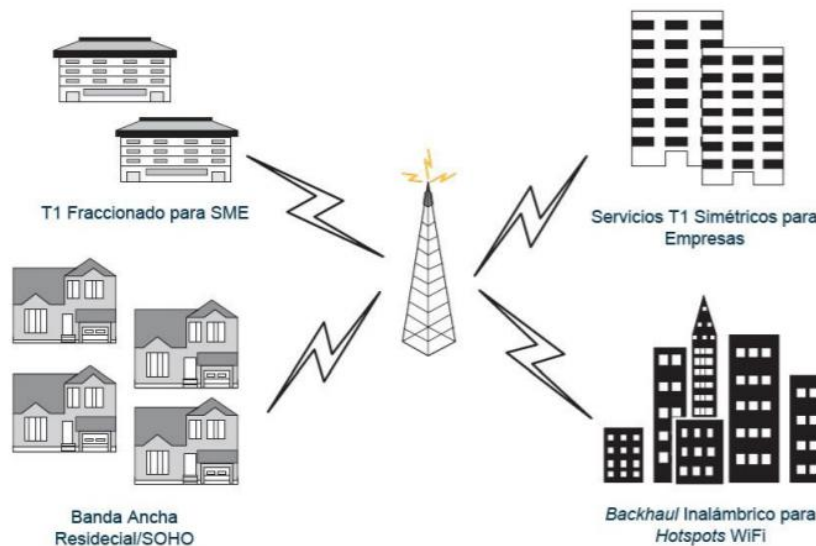 T1 Fraccionado para SME
Servicios T1 Simétricos para
Empresas
Banda Ancha
Residecial/SOHO
Backhaul Inalámbrico para
Hotspots WiFi